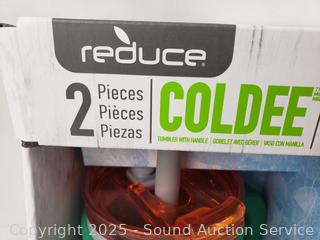 reduce
2 Pieces
Pièces
Piezas
COLDEE
TUMBLER WITH HANDLE | GOBELET AVEC GÉRER | VASO CON MANILLA
Copyright © 2025 - Sound Auction Service